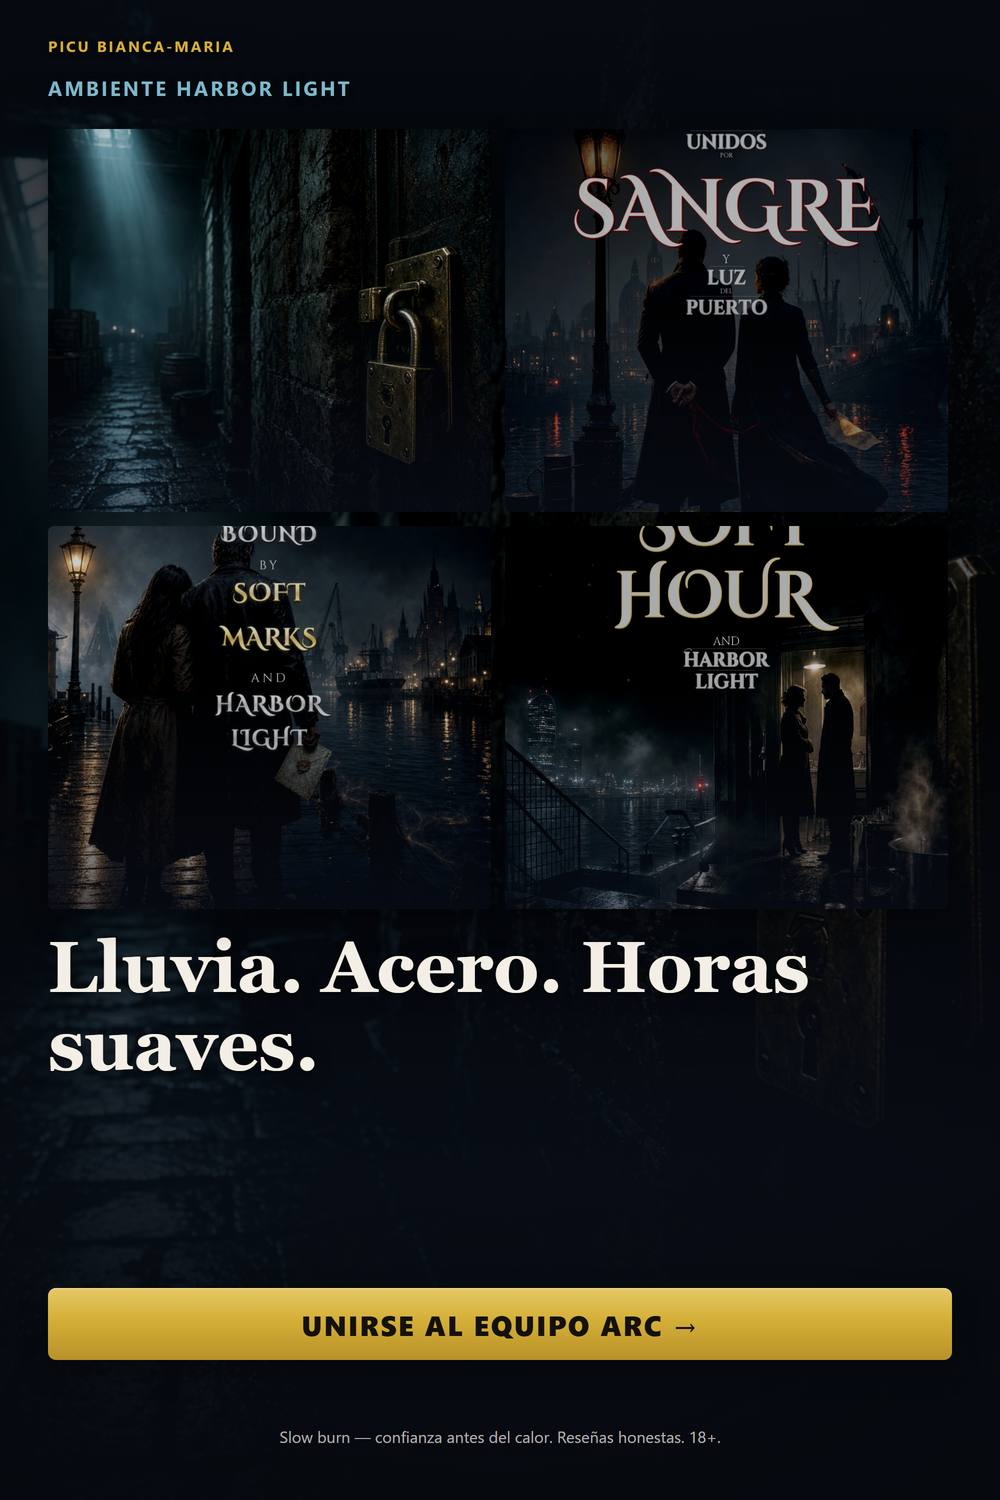 PICU BIANCA-MARIA
AMBIENTE HARBOR LIGHT
UNIDOS
POR
SANGRE
Y
LUZ
DEL
PUERTO
BOUND
BY
SOFT
MARKS
AND
HARBOR
LIGHT
SOFT
HOUR
AND
HARBOR
LIGHT
Lluvia. Acero. Horas
suaves.
UNIRSE AL EQUIPO ARC →
Slow burn — confianza antes del calor. Reseñas honestas. 18+.